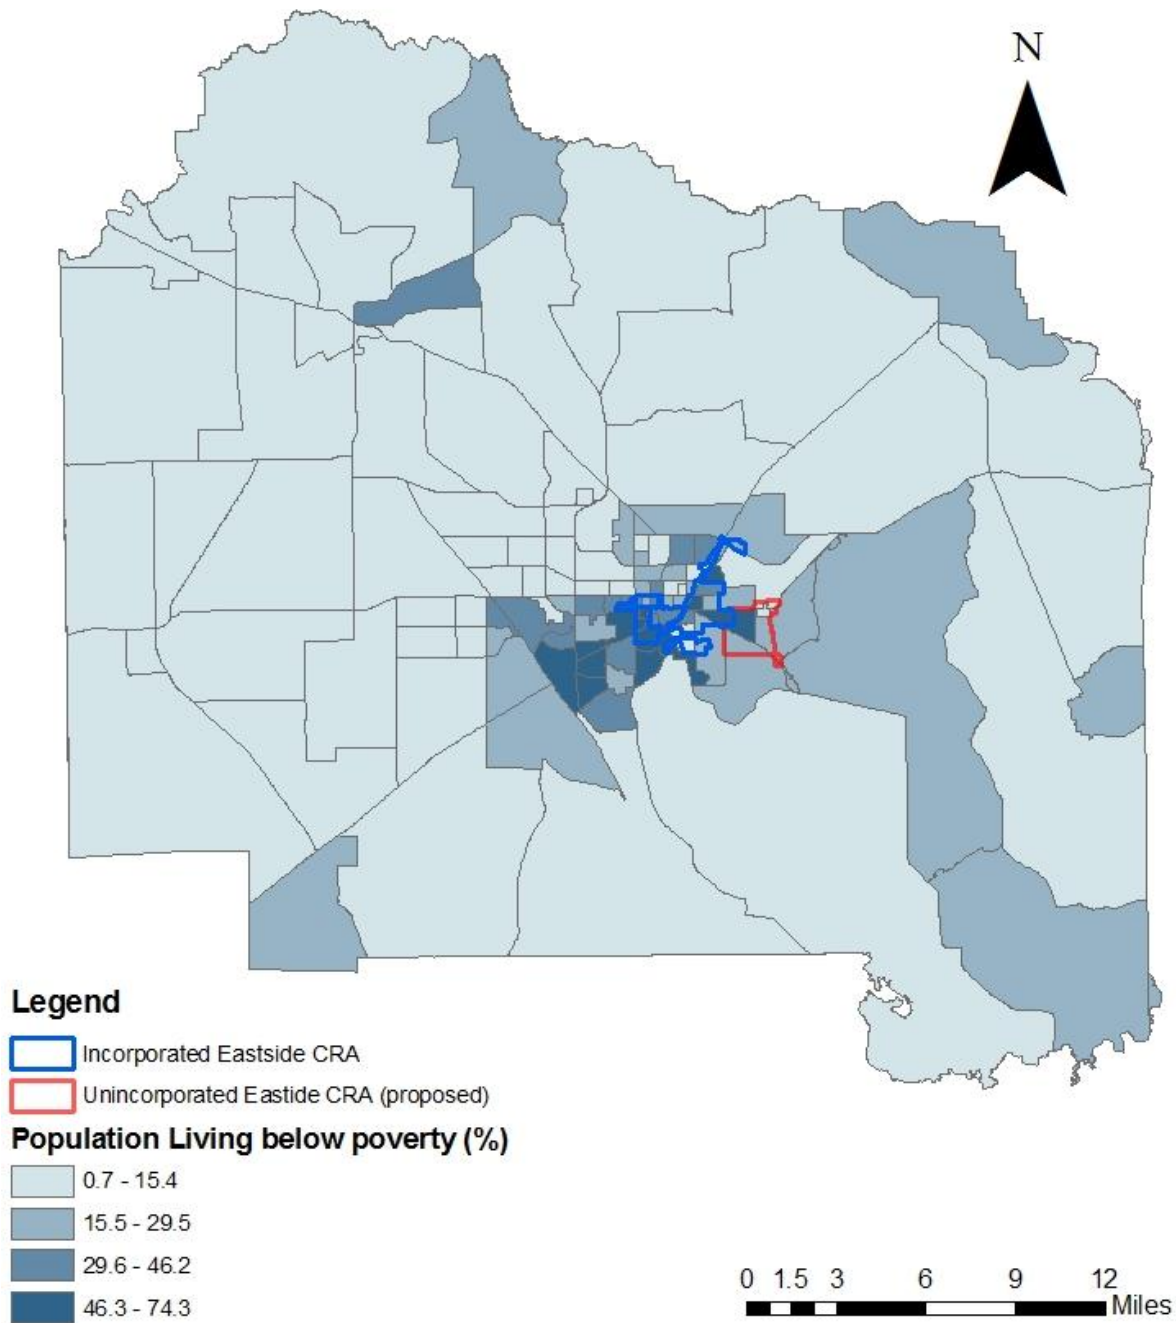 N
Legend
Incorporated Eastside CRA
Unincorporated Eastide CRA (proposed)
Population Living below poverty (%)
0.7 - 15.4
15.5 - 29.5
29.6 - 46.2
46.3 - 74.3
0 1.5 3 6 9 12
Miles